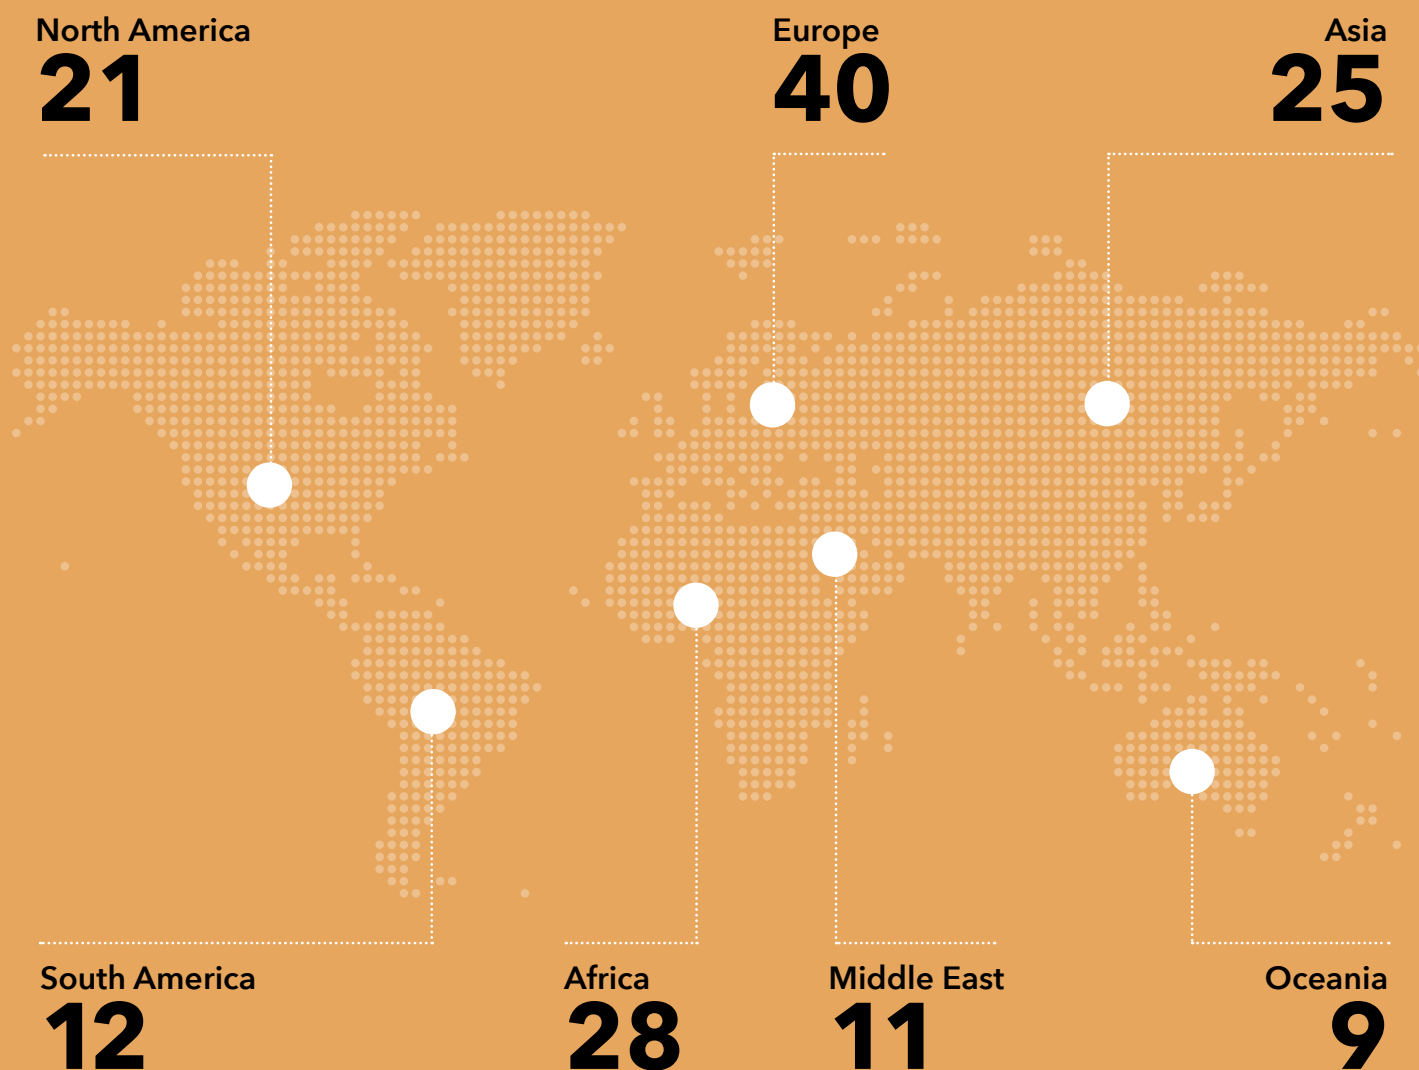 North America
21
Europe
40
Asia
25
South America
12
Africa
28
Middle East
11
Oceania
9